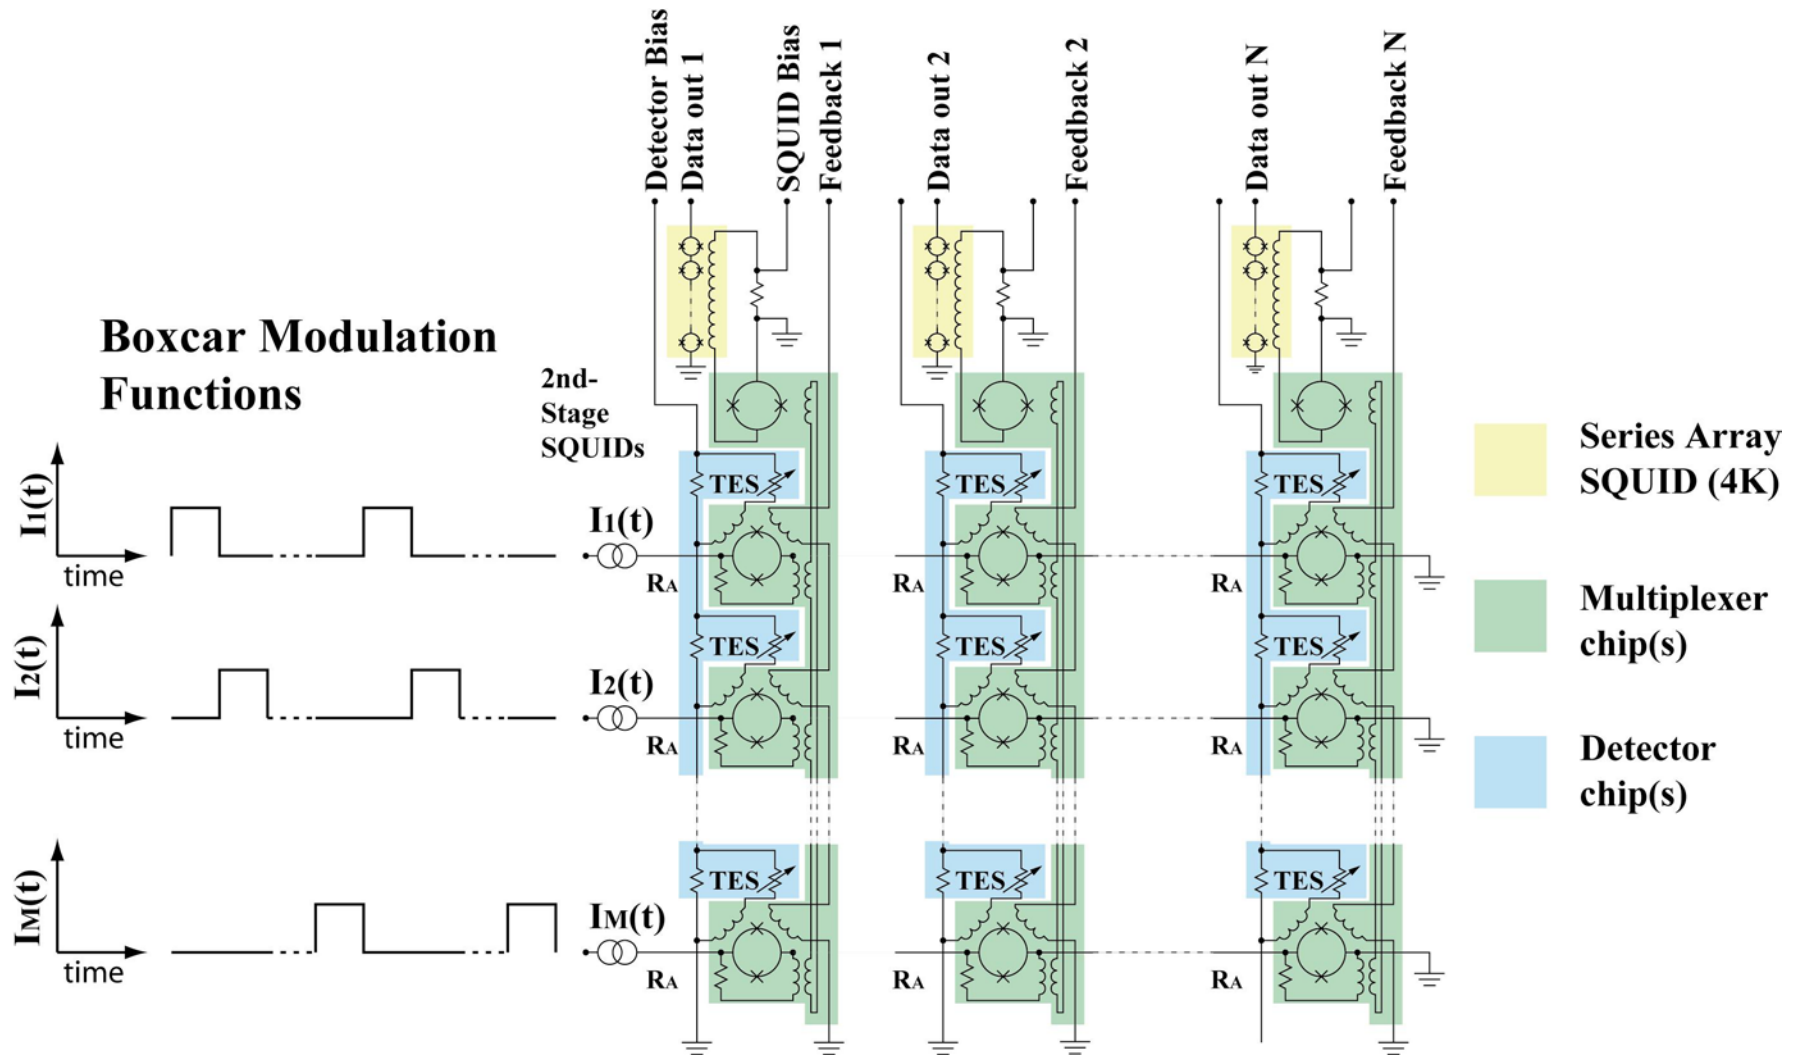 Detector Bias
Data out 1
SQUID Bias
Feedback 1
Data out 2
Feedback 2
Data out N
Feedback N
Boxcar Modulation
Functions
2nd-
Stage
SQUIDs
Series Array
SQUID (4K)
Multiplexer
chip(s)
Detector
chip(s)
I1(t)
time
I1(t)
TES
TES
TES
RA
RA
RA
I2(t)
time
I2(t)
TES
TES
TES
RA
RA
RA
IM(t)
time
IM(t)
TES
TES
TES
RA
RA
RA